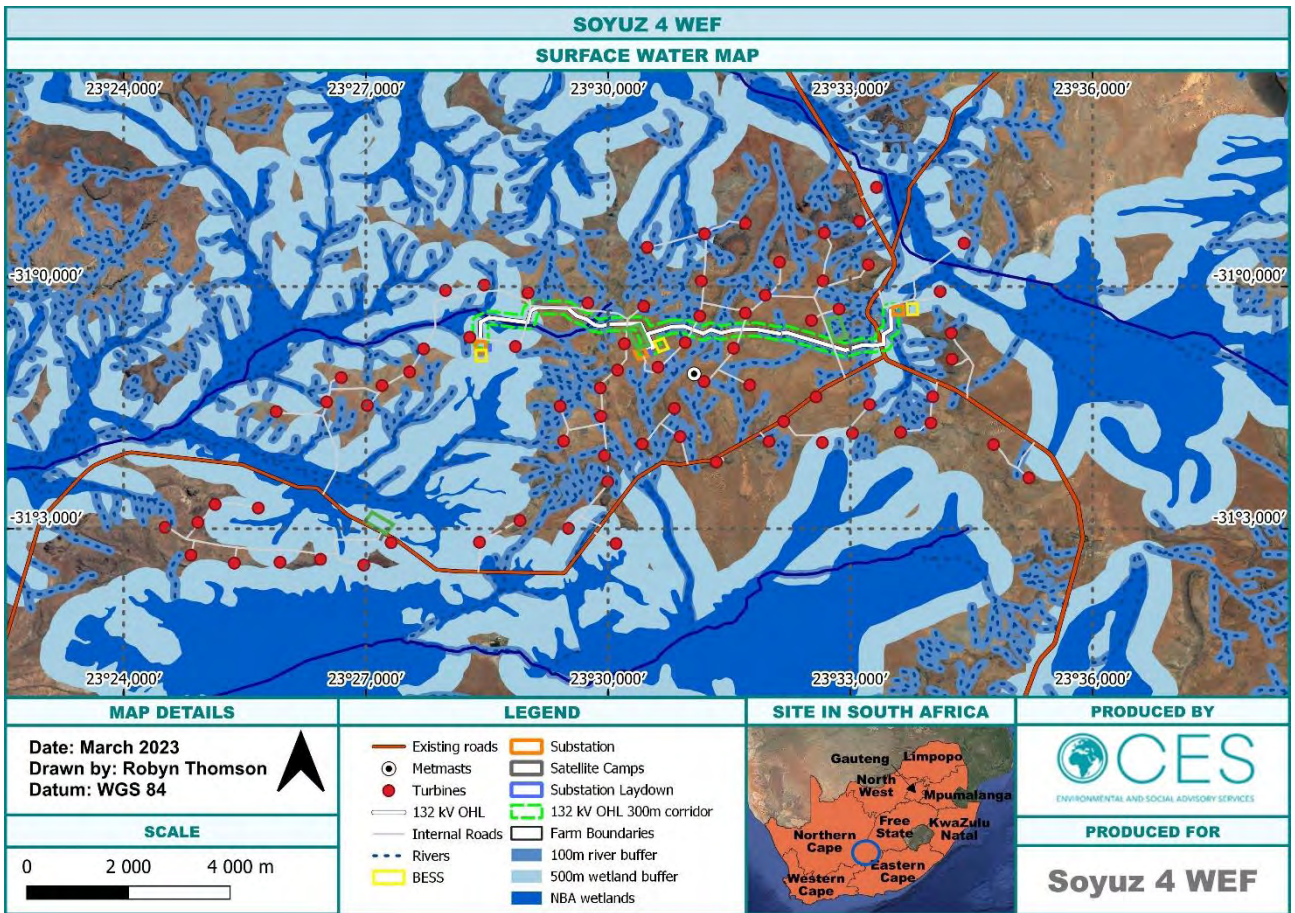 SOYUZ 4 WEF
SURFACE WATER MAP
23°24,000′ 23°27,000′ 23°30,000′ 23°33,000′ 23°36,000′
-31°0,000′ -31°0,000′
-31°3,000′ -31°3,000′
23°24,000′ 23°27,000′ 23°30,000′ 23°33,000′ 23°36,000′
MAP DETAILS
Date: March 2023
Drawn by: Robyn Thomson
Datum: WGS 84
SCALE
0 2 000 4 000 m
LEGEND
Existing roads
Metmasts
Turbines
132 kV OHL
Internal Roads
Rivers
BESS
Substation
Satellite Camps
Substation Laydown
132 kV OHL 300m corridor
Farm Boundaries
100m river buffer
500m wetland buffer
NBA wetlands
SITE IN SOUTH AFRICA
Gauteng
Limpopo
North
West
Mpumalanga
Free
State
KwaZulu
Natal
Northern
Cape
Eastern
Cape
Western
Cape
PRODUCED BY
CES
ENVIRONMENTAL AND SOCIAL ADVISORY SERVICES
PRODUCED FOR
Soyuz 4 WEF